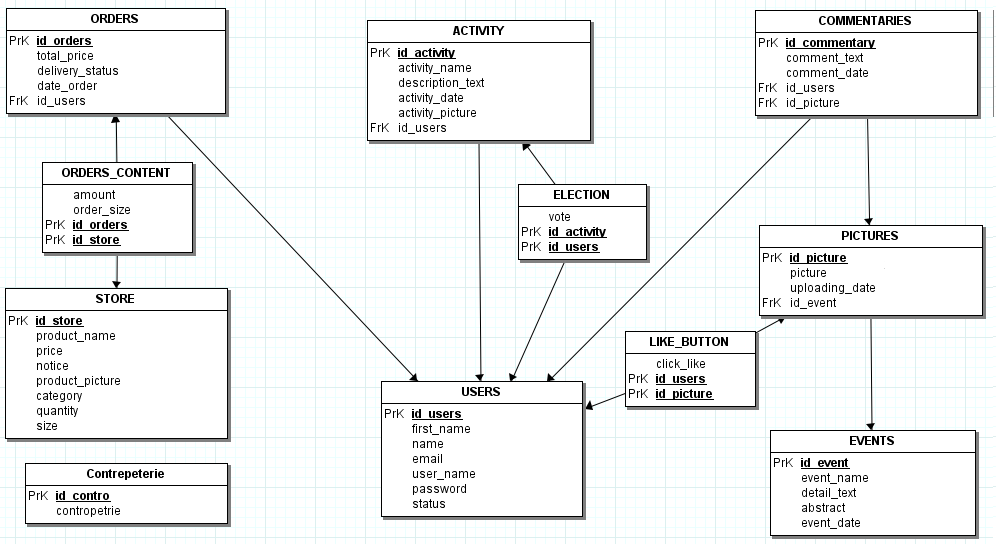 ORDERS
PrK id_orders
total_price
delivery_status
date_order
FrK id_users
ACTIVITY
PrK id_activity
activity_name
description_text
activity_date
activity_picture
FrK id_users
COMMENTARIES
PrK id_commentary
comment_text
comment_date
FrK id_users
FrK id_picture
ORDERS_CONTENT
amount
order_size
PrK id_orders
PrK id_store
ELECTION
vote
PrK id_activity
PrK id_users
PICTURES
PrK id_picture
picture
uploading_date
FrK id_event
STORE
PrK id_store
product_name
price
notice
product_picture
category
quantity
size
LIKE_BUTTON
click_like
PrK id_users
PrK id_picture
USERS
PrK id_users
first_name
name
email
user_name
password
status
EVENTS
PrK id_event
event_name
detail_text
abstract
event_date
Contrepeterie
PrK id_contro
contropetrie